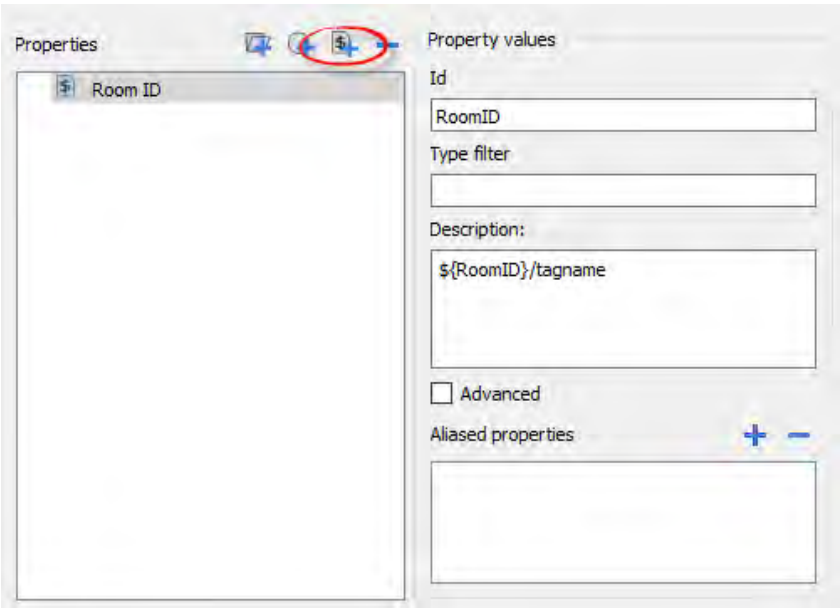 Properties
$
$ Room ID
Property values
Id
RoomID
Type filter
Description:
${RoomID}/tagname
Advanced
Aliased properties